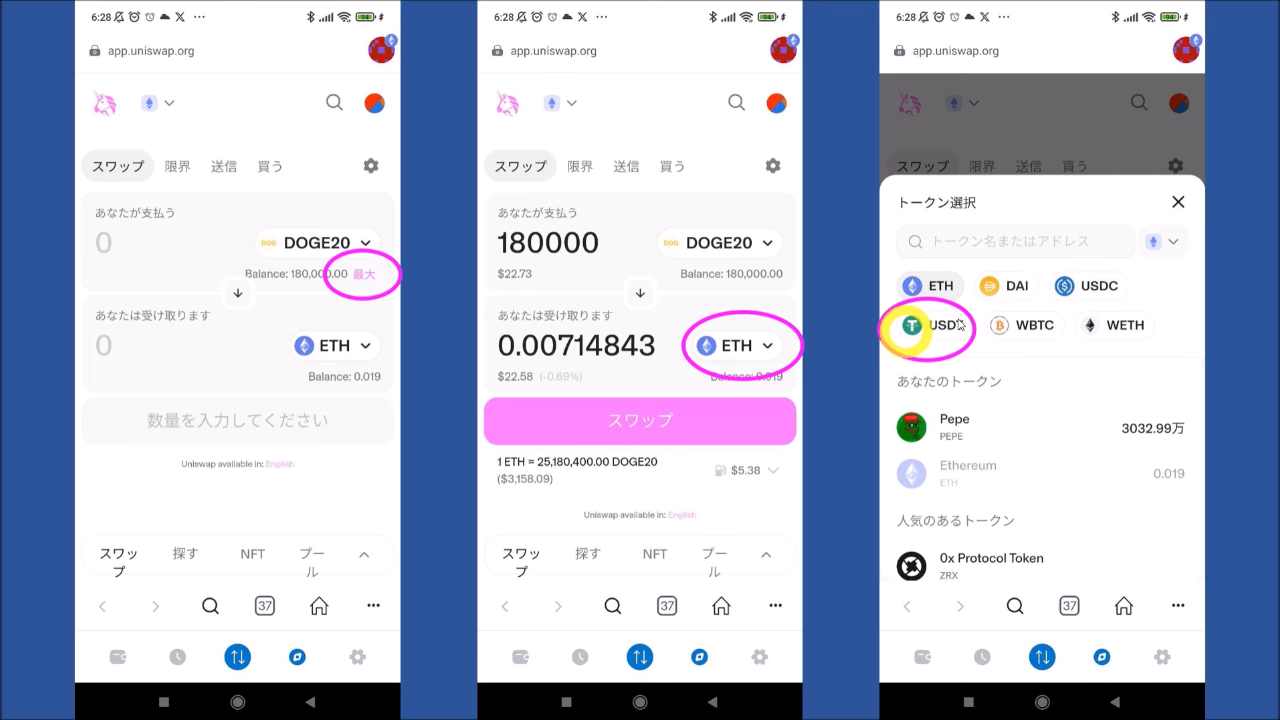 6:28
94
app.uniswap.org
スワップ 限界 送信 買う
あなたが支払う
0
DOG
DOGE20
Balance: 180,000.00 最大
あなたは受け取ります
0
ETH
Balance: 0.019
数量を入力してください
Uniswap available in: English
スワップ 探す NFT プール
37
6:28
94
app.uniswap.org
スワップ 限界 送信 買う
あなたが支払う
180000
DOG
DOGE20
$22.73
Balance: 180,000.00
あなたは受け取ります
0.00714843
ETH
$22.58 (-0.69%)
Balance: 0.019
スワップ
1 ETH = 25,180,400.00 DOGE20
($3,158.09)
$5.38
Uniswap available in: English
スワップ 探す NFT プール
37
6:28
94
app.uniswap.org
スワップ 限界 送信 買う
トークン選択
トークン名またはアドレス
ETH DAI USDC
WBTC WETH
あなたのトークン
Pepe
PEPE
3032.99万
Ethereum
ETH
0.019
人気のあるトークン
0x Protocol Token
ZRX
37